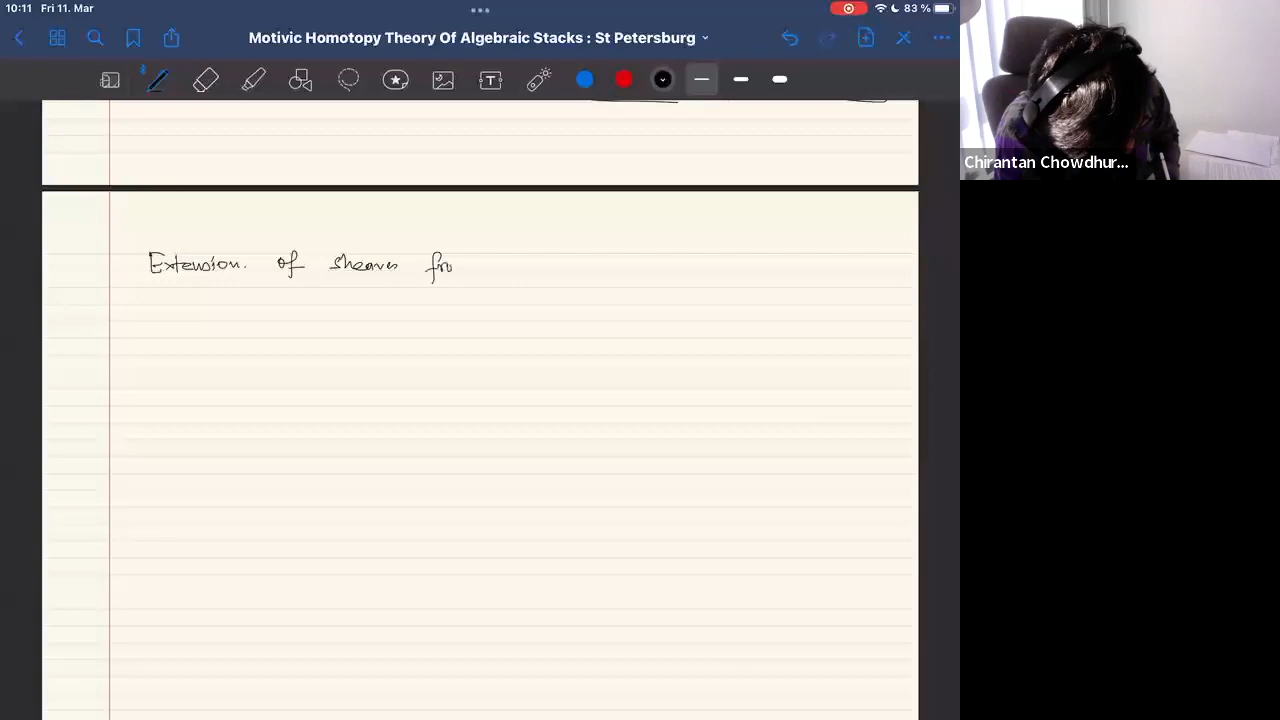 10:11 Fri 11. Mar
83 %
Motivic Homotopy Theory Of Algebraic Stacks : St Petersburg
Chirantan Chowdhur...
Extension. of sheaves fro